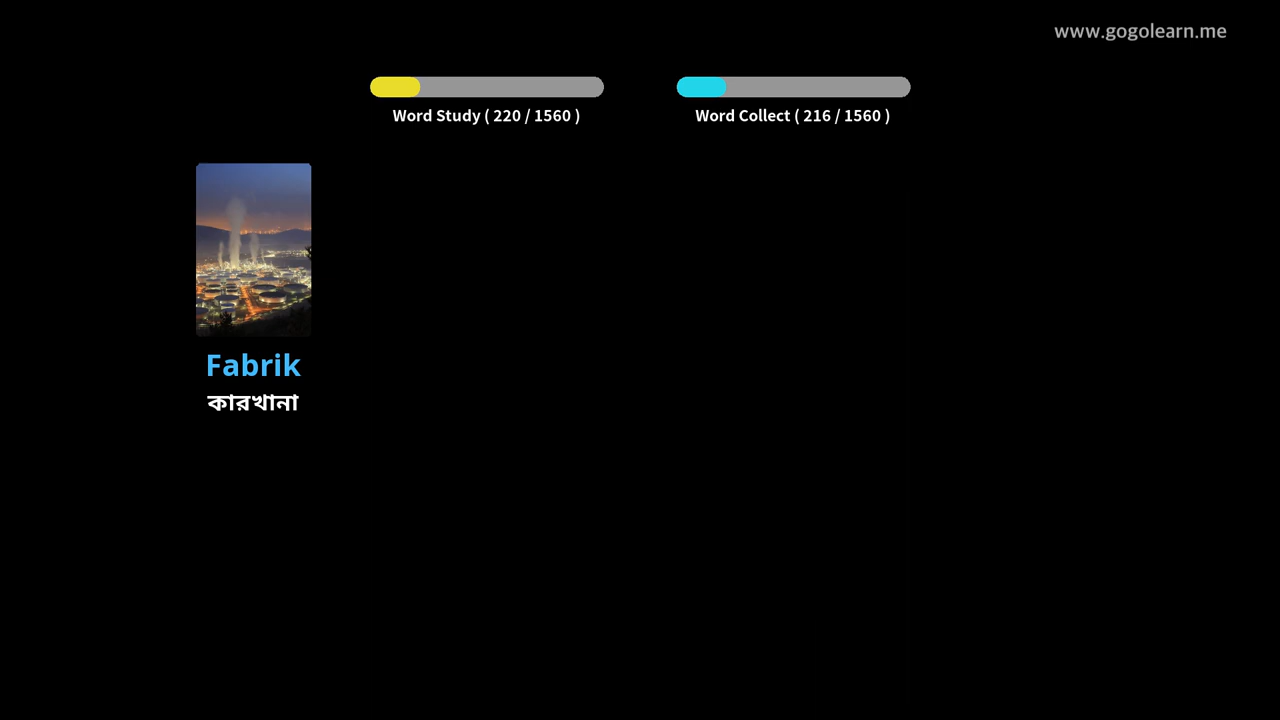 www.gogolearn.me
Word Study ( 220 / 1560 )
Word Collect ( 216 / 1560 )
Fabrik
কারখানা